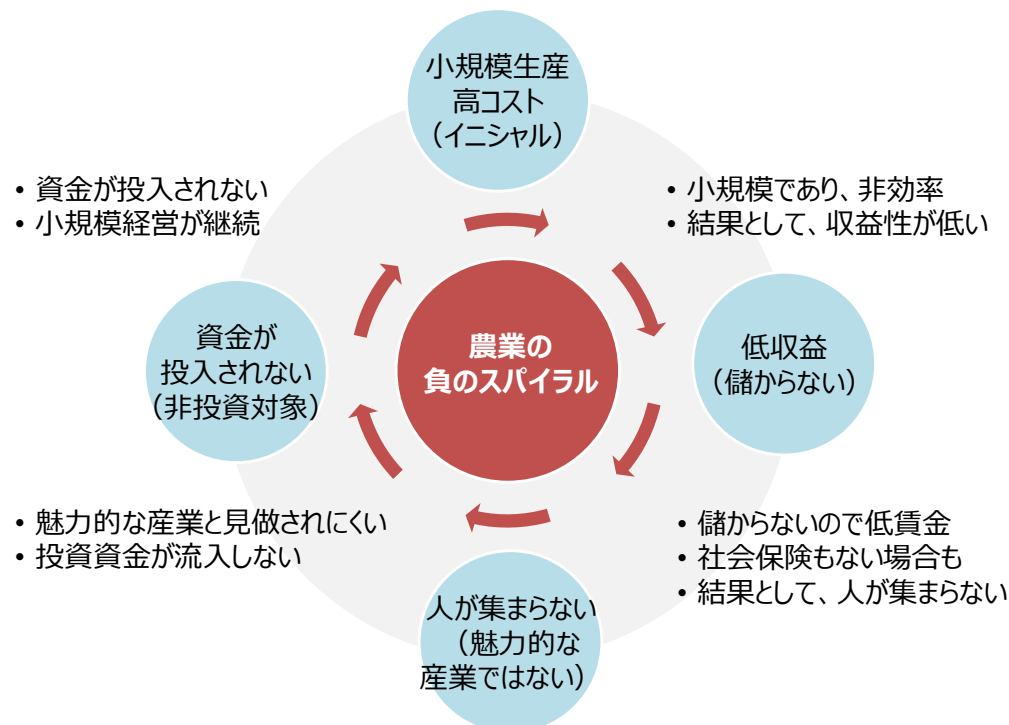 小規模生産
高コスト
（イニシャル）
• 小規模であり、非効率
• 結果として、収益性が低い
低収益
（儲からない）
• 儲からないので低賃金
• 社会保険もない場合も
• 結果として、人が集まらない
人が集まらない
（魅力的な
産業ではない）
• 魅力的な産業と見做されにくい
• 投資資金が流入しない
資金が
投入されない
（非投資対象）
• 資金が投入されない
• 小規模経営が継続
農業の
負のスパイラル